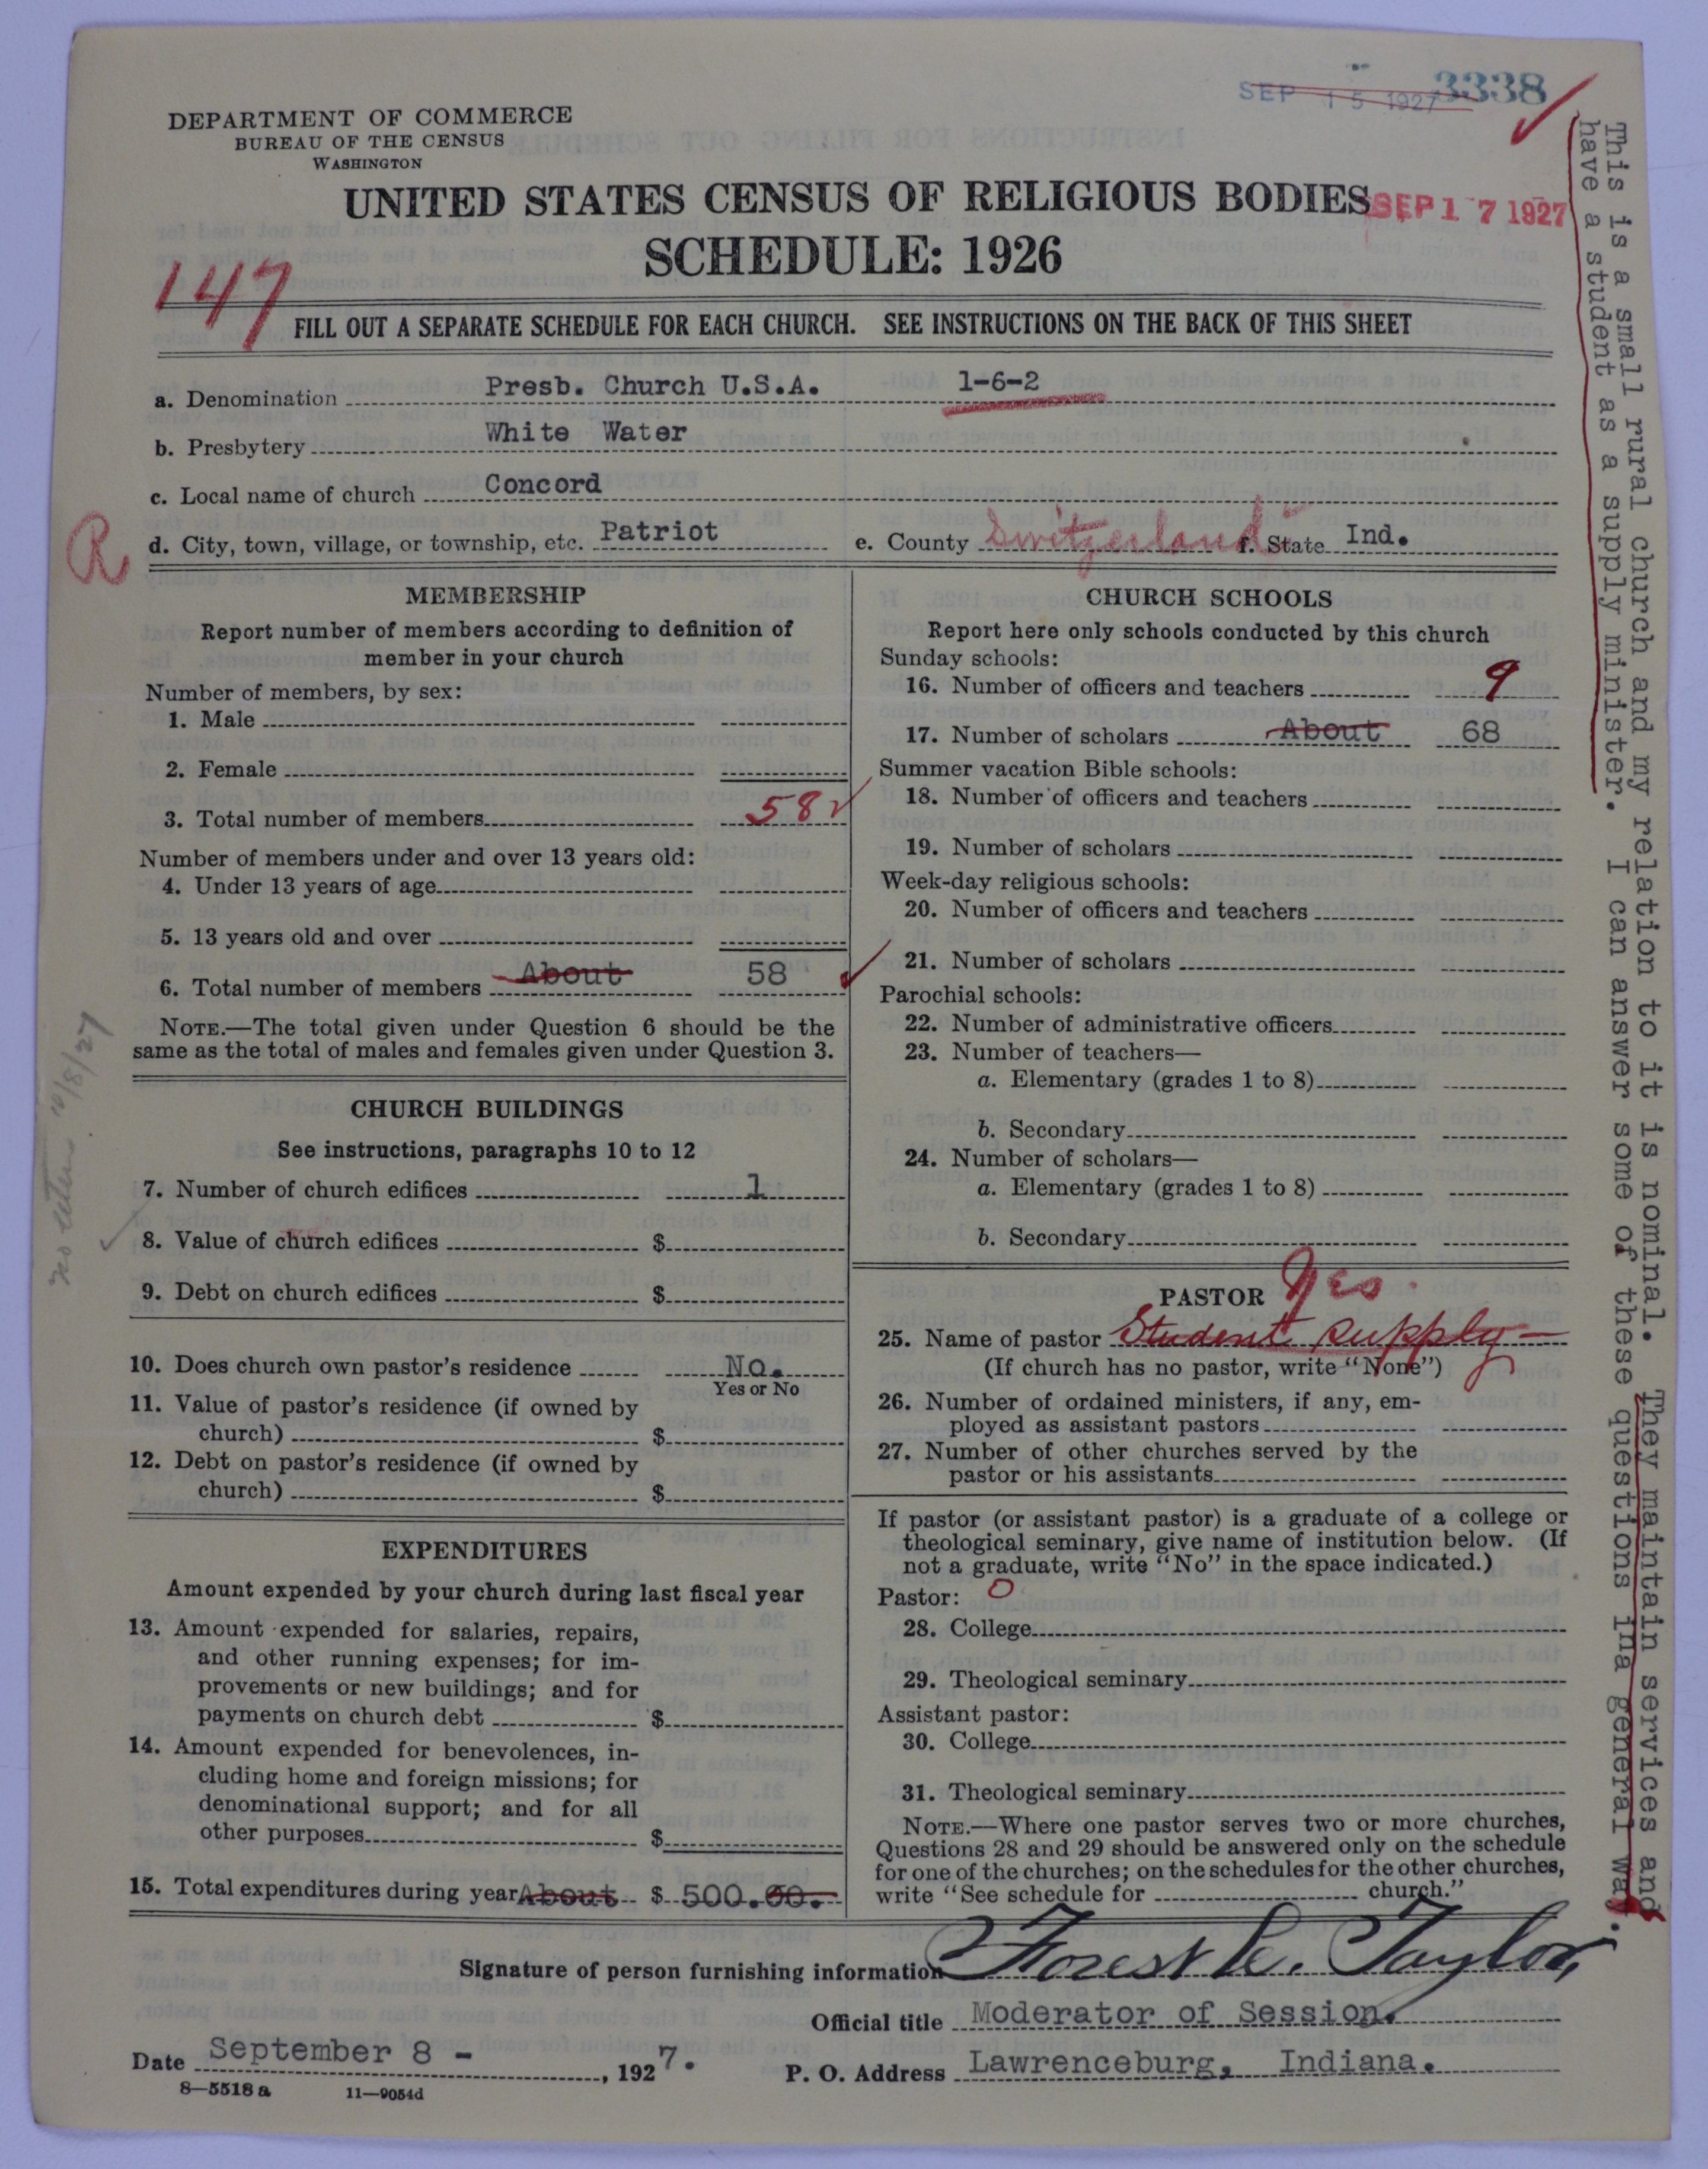 SEP 15 1927 3338
DEPARTMENT OF COMMERCE
BUREAU OF THE CENSUS
WASHINGTON
UNITED STATES CENSUS OF RELIGIOUS BODIES
SEP 17 1927
SCHEDULE: 1926
147
FILL OUT A SEPARATE SCHEDULE FOR EACH CHURCH. SEE INSTRUCTIONS ON THE BACK OF THIS SHEET
a. Denomination Presb. Church U.S.A. 1-6-2
b. Presbytery White Water
c. Local name of church Concord
R
d. City, town, village, or township, etc. Patriot e. County Switzerland f. State Ind.
MEMBERSHIP
Report number of members according to definition of
member in your church
Number of members, by sex:
1. Male
2. Female
3. Total number of members 58
Number of members under and over 13 years old:
4. Under 13 years of age
5. 13 years old and over
6. Total number of members About 58
NOTE.—The total given under Question 6 should be the
same as the total of males and females given under Question 3.
CHURCH BUILDINGS
See instructions, paragraphs 10 to 12
7. Number of church edifices 1
8. Value of church edifices $
9. Debt on church edifices $
10. Does church own pastor's residence No.
Yes or No
11. Value of pastor's residence (if owned by
church) $
12. Debt on pastor's residence (if owned by
church) $
EXPENDITURES
Amount expended by your church during last fiscal year
13. Amount expended for salaries, repairs,
and other running expenses; for im-
provements or new buildings; and for
payments on church debt $
14. Amount expended for benevolences, in-
cluding home and foreign missions; for
denominational support; and for all
other purposes $
15. Total expenditures during year About $ 500.00.
CHURCH SCHOOLS
Report here only schools conducted by this church
Sunday schools:
16. Number of officers and teachers 9
17. Number of scholars About 68
Summer vacation Bible schools:
18. Number of officers and teachers
19. Number of scholars
Week-day religious schools:
20. Number of officers and teachers
21. Number of scholars
Parochial schools:
22. Number of administrative officers
23. Number of teachers—
a. Elementary (grades 1 to 8)
b. Secondary
24. Number of scholars—
a. Elementary (grades 1 to 8)
b. Secondary
PASTOR Yes.
25. Name of pastor Student supply—
(If church has no pastor, write "None")
26. Number of ordained ministers, if any, em-
ployed as assistant pastors
27. Number of other churches served by the
pastor or his assistants
If pastor (or assistant pastor) is a graduate of a college or
theological seminary, give name of institution below. (If
not a graduate, write "No" in the space indicated.)
Pastor: O
28. College
29. Theological seminary
Assistant pastor:
30. College
31. Theological seminary
NOTE.—Where one pastor serves two or more churches,
Questions 28 and 29 should be answered only on the schedule
for one of the churches; on the schedules for the other churches,
write "See schedule for church."
Signature of person furnishing information Forest C. Taylor,
Official title Moderator of Session.
Date September 8 - , 1927. P. O. Address Lawrenceburg, Indiana.
8—5518 a 11—9054d
This is a small rural church and my relation to it is nominal. They maintain services and
have a student as a supply minister. I can answer some of these questions ina general way.
10/8/27